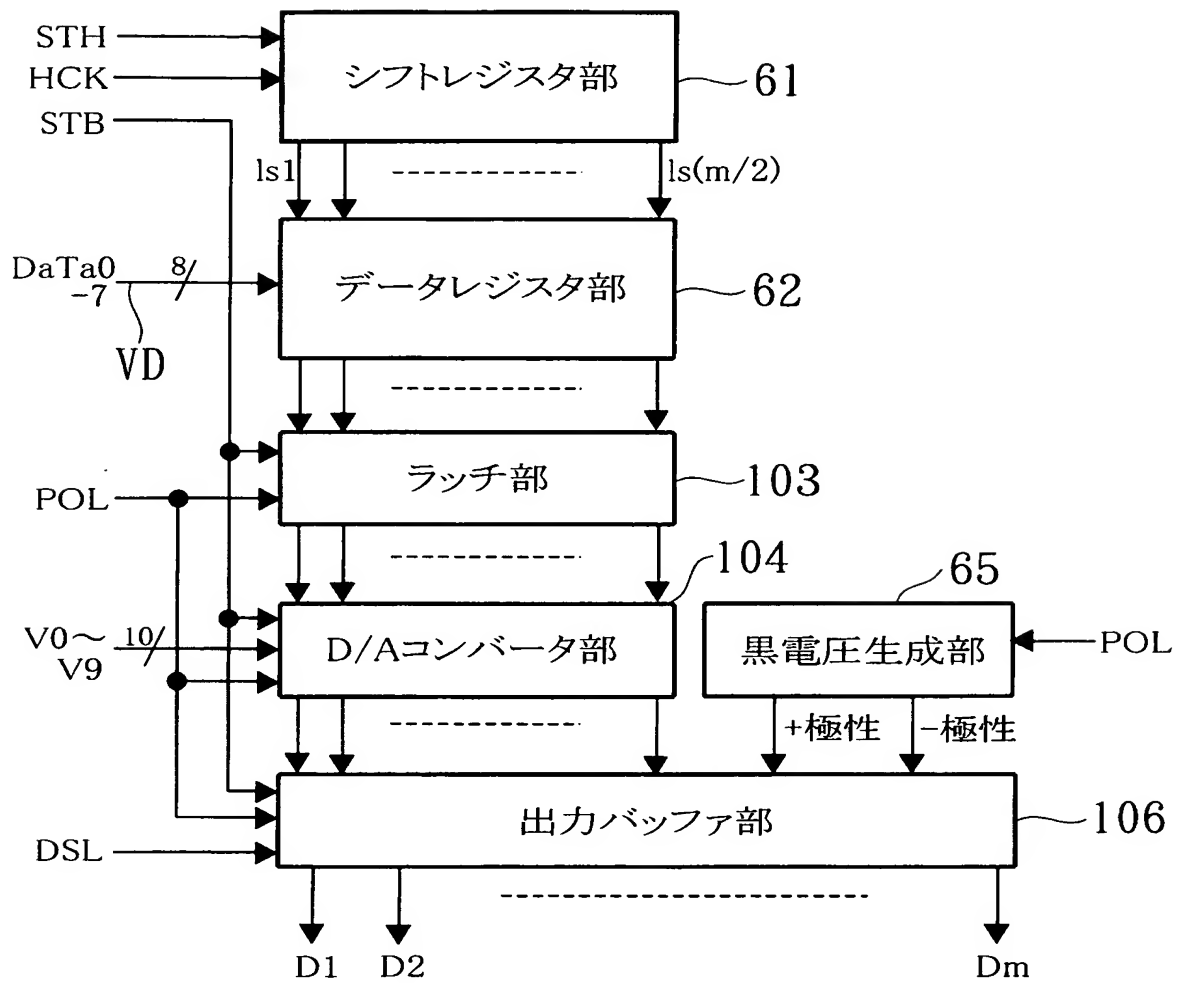 STH
シフトレジスタ部
61
HCK
STB
ls1
ls(m/2)
DaTa0
-7
8
データレジスタ部
62
VD
ラッチ部
103
POL
104
65
V0～
V9
10
D/Aコンバータ部
黒電圧生成部
POL
+極性
-極性
出力バッファ部
106
DSL
D1
D2
Dm